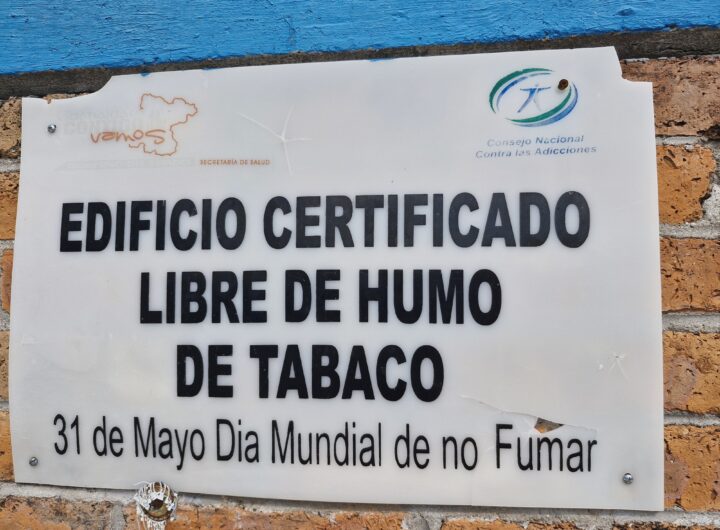 vamos
SECRETARÍA DE SALUD
Consejo Nacional
Contra las Adicciones
EDIFICIO CERTIFICADO
LIBRE DE HUMO
DE TABACO
31 de Mayo Dia Mundial de no Fumar